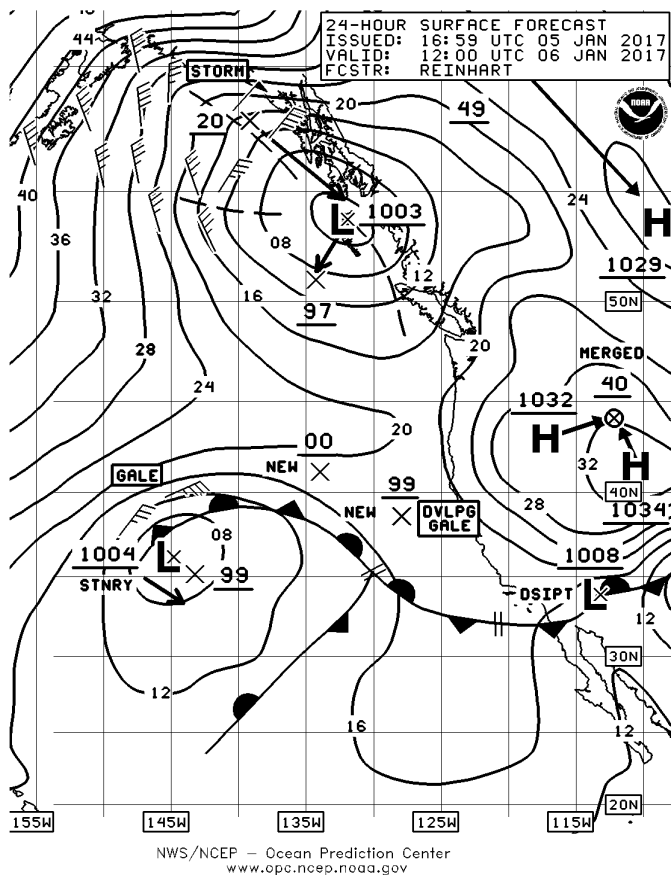 24-HOUR SURFACE FORECAST
ISSUED: 16:59 UTC 05 JAN 2017
VALID: 12:00 UTC 06 JAN 2017
FCSTR: REINHART
44
STORM
NOAA
20
20
49
40
24
L 1003
H
36
08
1029
32
16
12
50N
97
28
20
MERGED
24
40
1032
20
H
00
32
H
NEW
GALE
99
40N
28
NEW
DVLPG
GALE
1034
08
1004 L
1008
STNRY
99
DSIPT L
12
30N
12
16
12
20N
155W
145W
135W
125W
115W
NWS/NCEP – Ocean Prediction Center
www.opc.ncep.noaa.gov